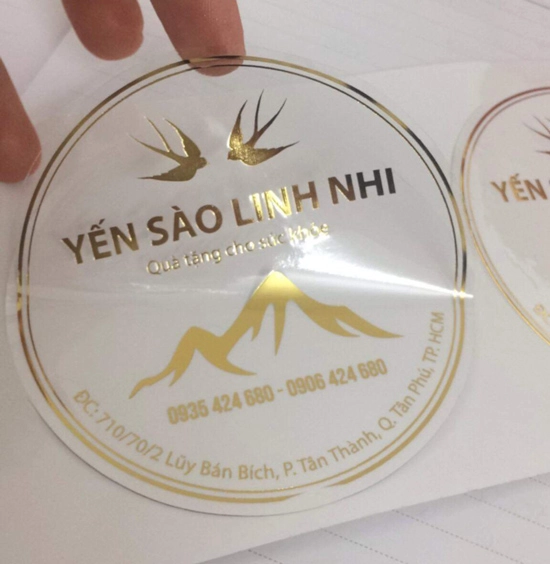 YẾN SÀO LINH NHI
Quà tặng cho sức khỏe
0935 424 680 - 0906 424 680
ĐC: 710/70/2 Lũy Bán Bích, P. Tân Thành, Q. Tân Phú, TP. HCM
YẾN